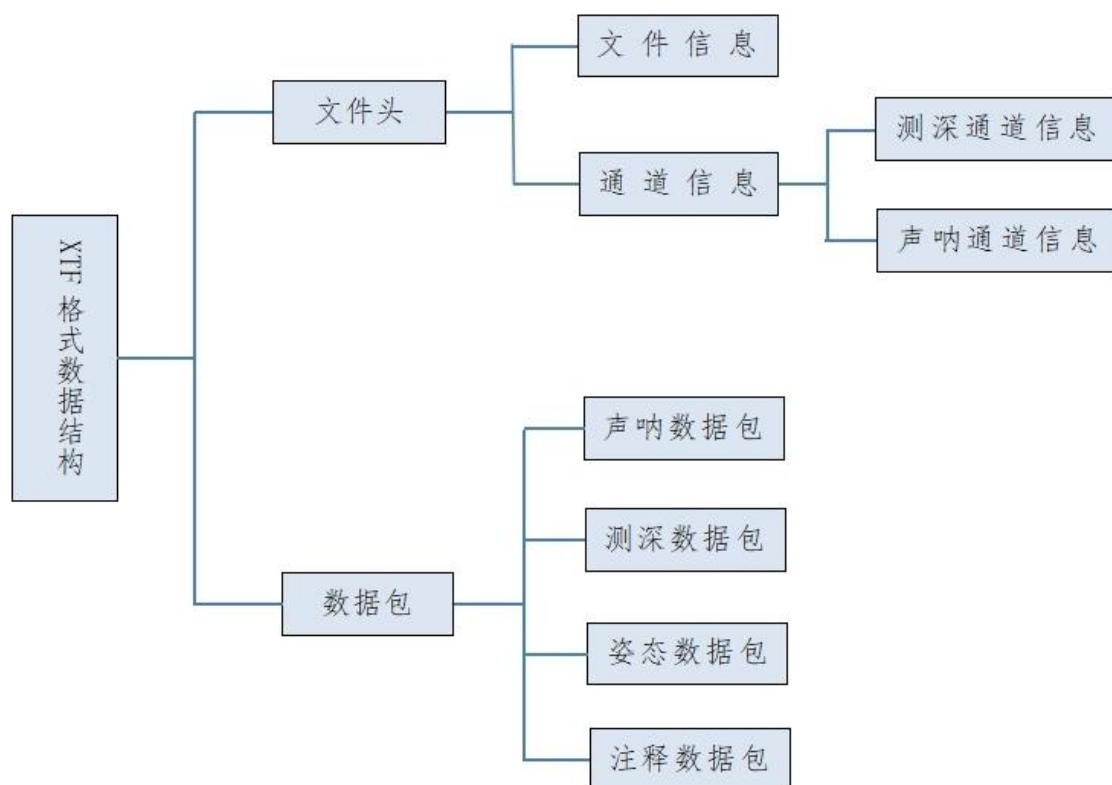 XTF格式数据结构
文件头
文件信息
通道信息
测深通道信息
声呐通道信息
数据包
声呐数据包
测深数据包
姿态数据包
注释数据包